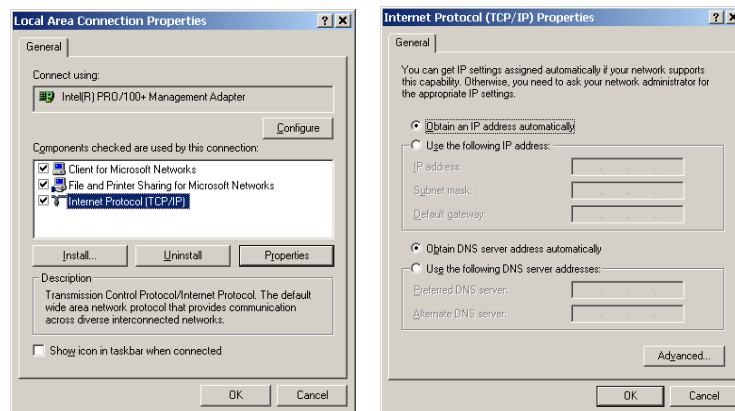 Local Area Connection Properties
General
Connect using:
Intel(R) PRO/100+ Management Adapter
Configure
Components checked are used by this connection:
Client for Microsoft Networks
File and Printer Sharing for Microsoft Networks
Internet Protocol (TCP/IP)
Install...
Uninstall
Properties
Description
Transmission Control Protocol/Internet Protocol. The default
wide area network protocol that provides communication
across diverse interconnected networks.
Show icon in taskbar when connected
OK
Cancel
Internet Protocol (TCP/IP) Properties
General
You can get IP settings assigned automatically if your network supports
this capability. Otherwise, you need to ask your network administrator for
the appropriate IP settings.
Obtain an IP address automatically
Use the following IP address:
IP address:
Subnet mask:
Default gateway:
Obtain DNS server address automatically
Use the following DNS server addresses:
Preferred DNS server:
Alternate DNS server:
Advanced...
OK
Cancel